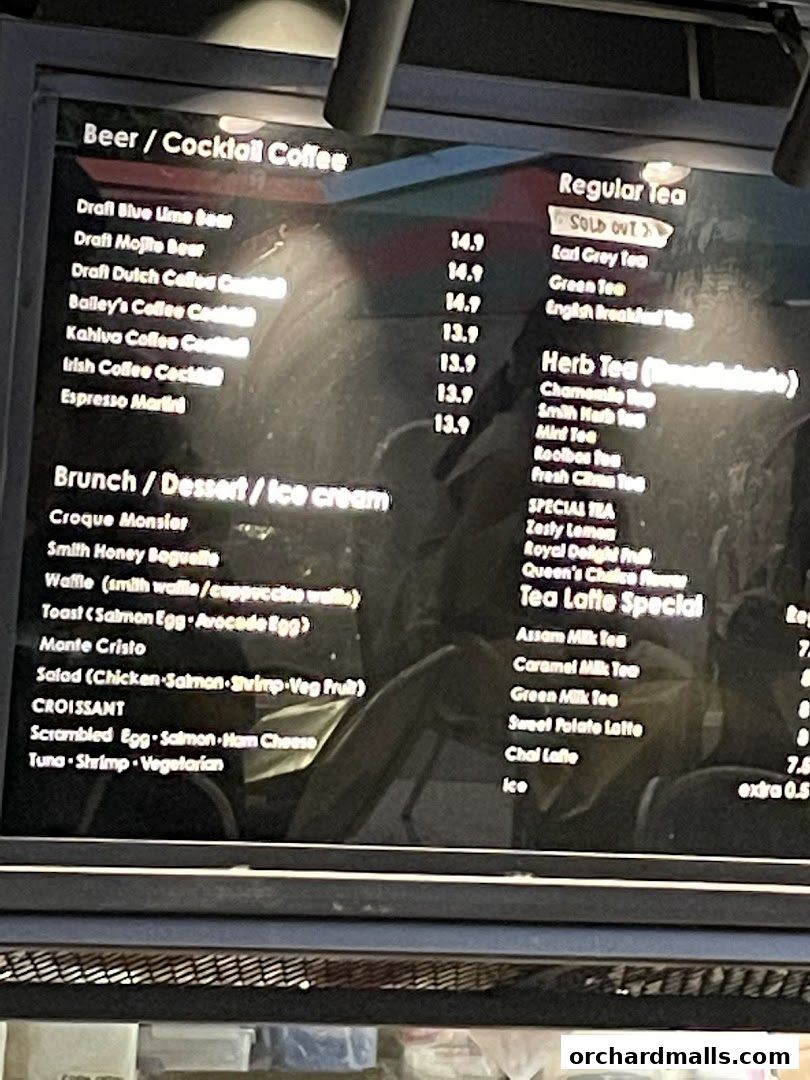 Beer / Cocktail Coffee
Draft Blue Lime Beer 14.9
Draft Mojito Beer 14.9
Draft Dutch Coffee Cocktail 14.9
Bailey's Coffee Cocktail 13.9
Kahlua Coffee Cocktail 13.9
Irish Coffee Cocktail 13.9
Espresso Martini 13.9
Brunch / Dessert / Ice cream
Croque Monsier
Smith Honey Baguette
Waffle (smith waffle/cappuccino waffle)
Toast (Salmon Egg · Avocado Egg)
Monte Cristo
Salad (Chicken·Salmon·Shrimp·Veg Fruit)
CROISSANT
Scrambled Egg·Salmon·Ham Cheese
Tuna · Shrimp · Vegetarian
Regular Tea
SOLD OUT
Earl Grey Tea
Green Tea
English Breakfast Tea
Herb Tea (Decaffeinate)
Chamomile Tea
Smith Herb Tea
Mint Tea
Rooibos Tea
Fresh Citrus Tea
SPECIAL TEA
Zesty Lemon
Royal Delight Fruit
Queen's Choice Flower
Tea Latte Special
Assam Milk Tea
Caramel Milk Tea
Green Milk Tea
Sweet Potato Latte
Chai Latte
Ice extra 0.5
orchardmalls.com